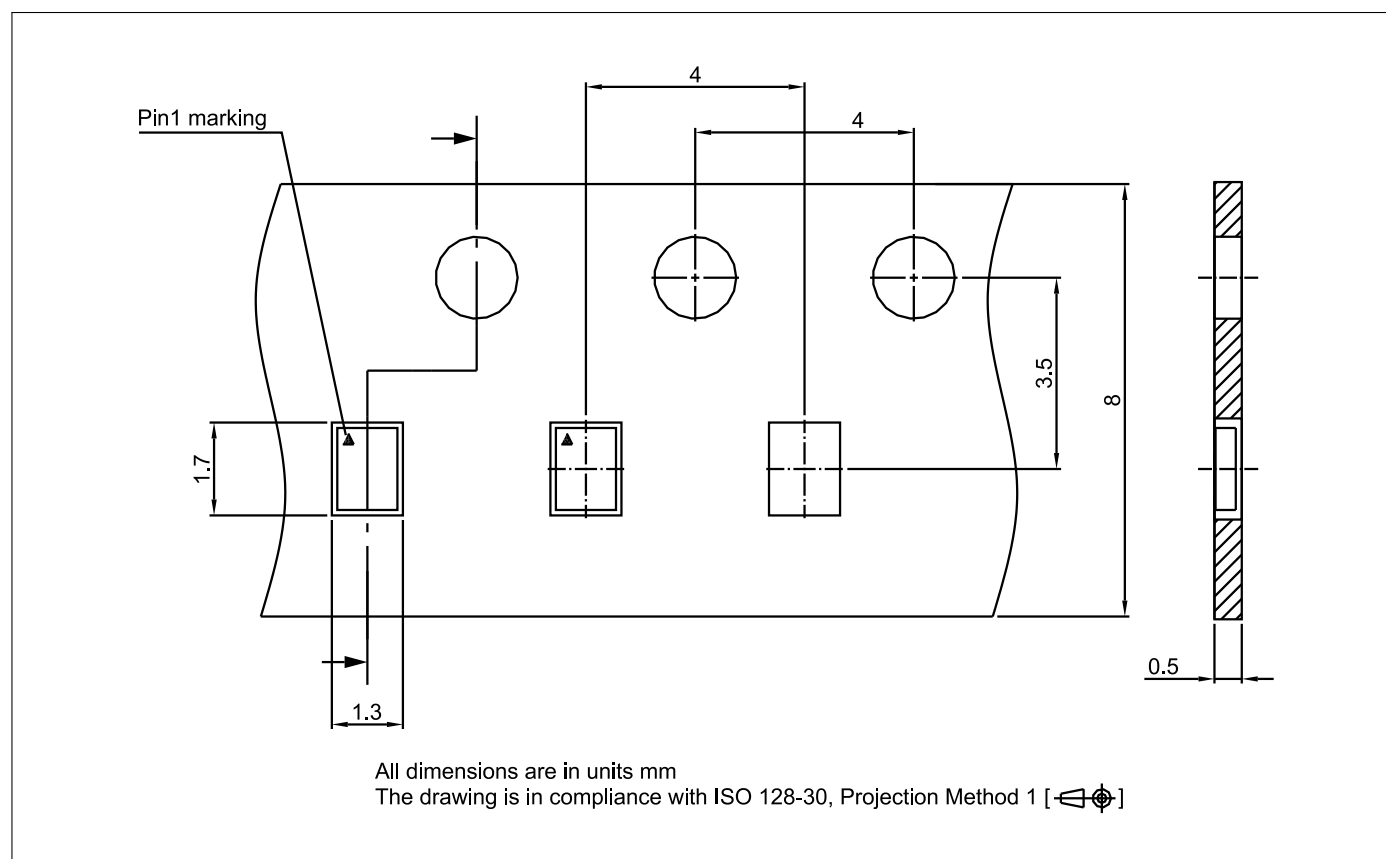 4
Pin1 marking
4
3.5
8
1.7
0.5
1.3
All dimensions are in units mm
The drawing is in compliance with ISO 128-30, Projection Method 1 [ ]